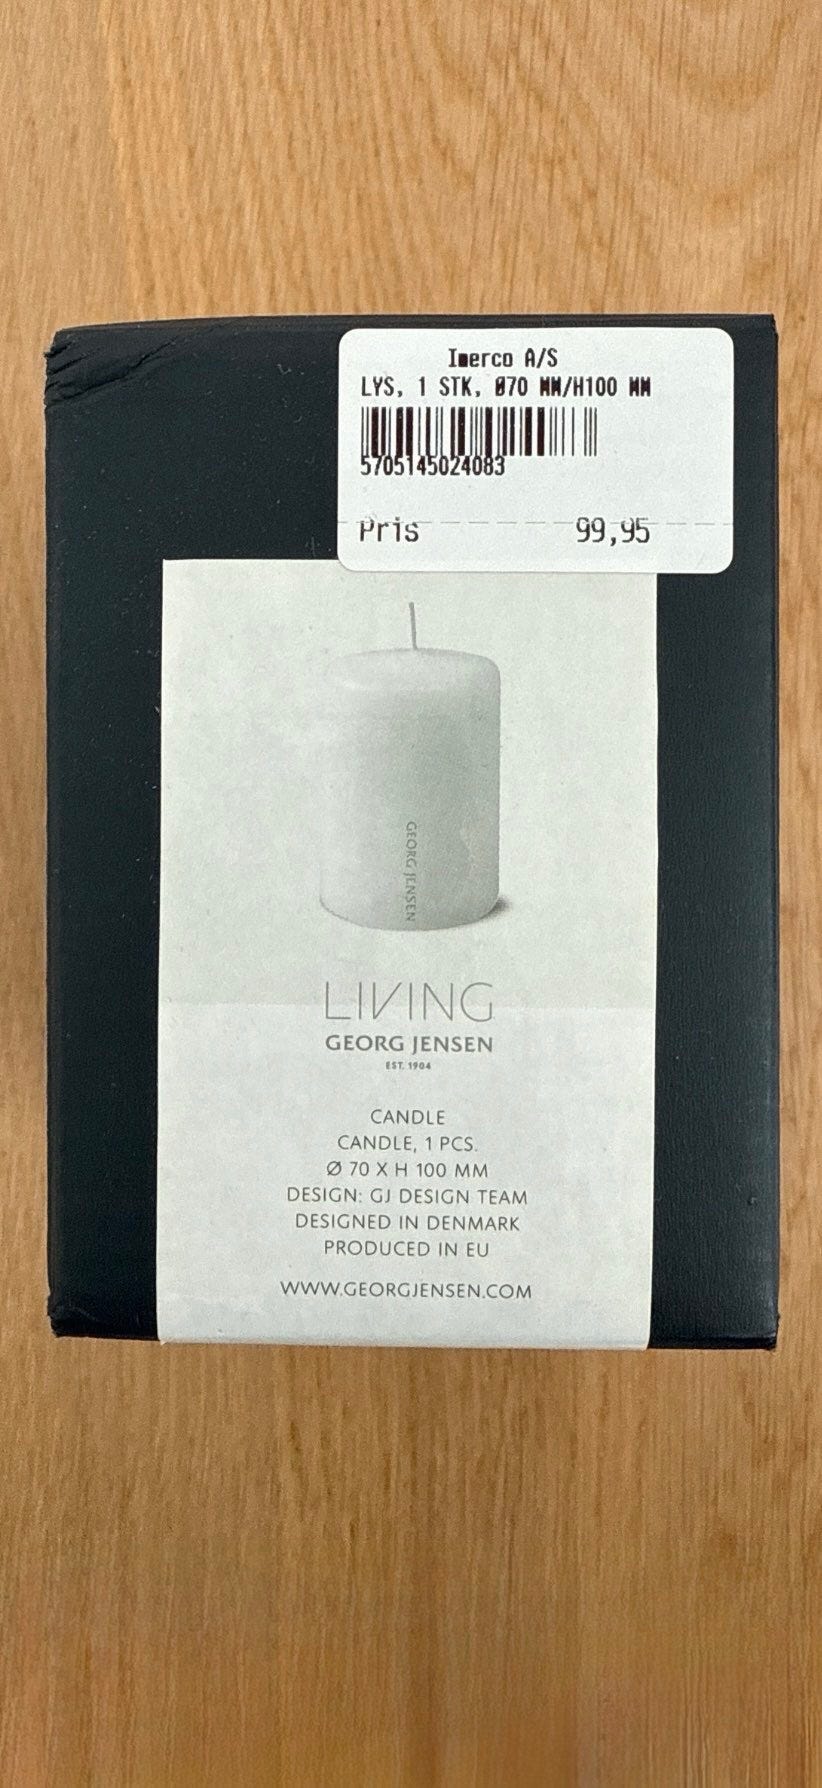 Imerco A/S
LYS, 1 STK, Ø70 MM/H100 MM
5705145024083
Pris 99,95
GEORG JENSEN
LIVING
GEORG JENSEN
EST. 1904
CANDLE
CANDLE, 1 PCS.
Ø 70 X H 100 MM
DESIGN: GJ DESIGN TEAM
DESIGNED IN DENMARK
PRODUCED IN EU
WWW.GEORGJENSEN.COM